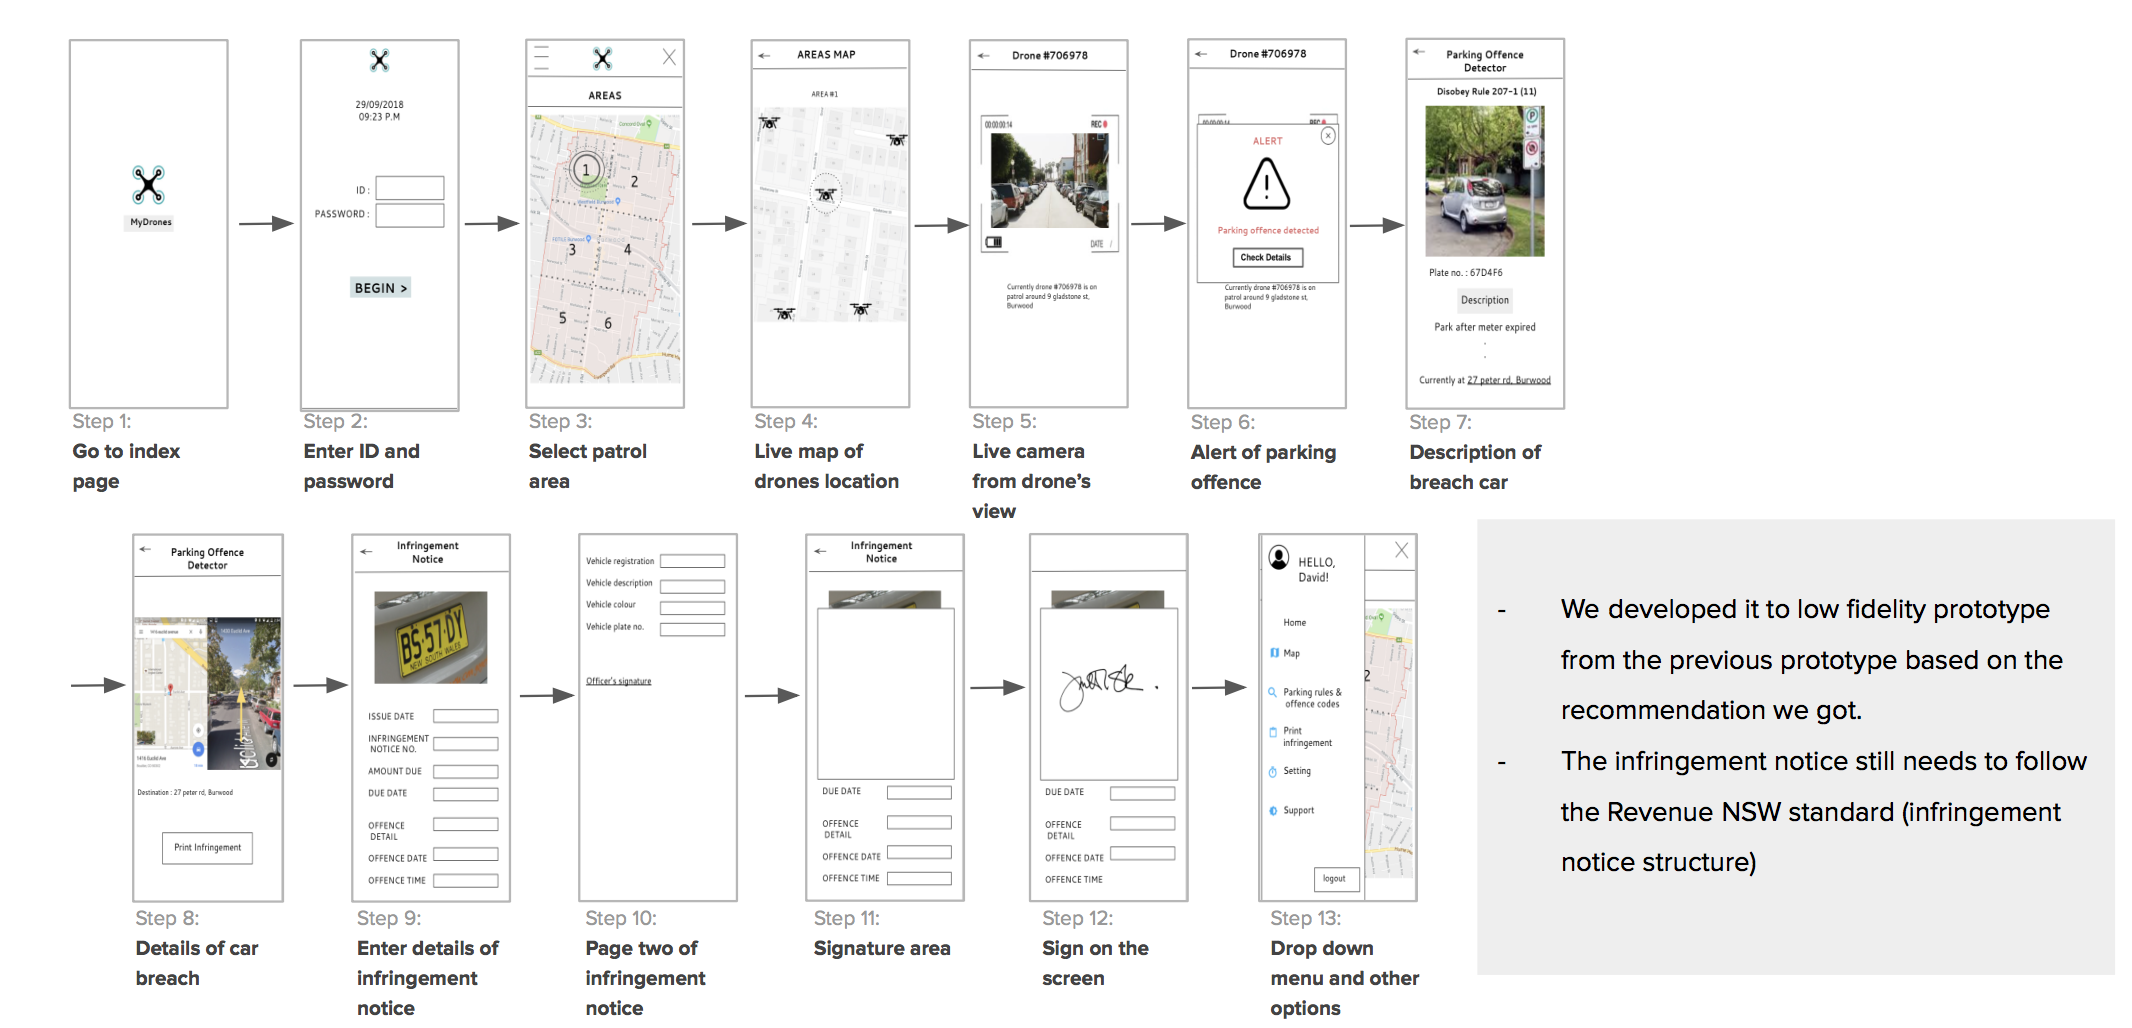 MyDrones
Step 1:
Go to index
page
29/09/2018
09:23 P.M
ID :
PASSWORD :
BEGIN >
Step 2:
Enter ID and
password
AREAS
1
2
3
4
5
6
Step 3:
Select patrol
area
AREAS MAP
AREA #1
Step 4:
Live map of
drones location
Drone #706978
00:00:00:14
REC
DATE /
Currently drone #706978 is on
patrol around 9 gladstone st,
Burwood
Step 5:
Live camera
from drone's
view
Drone #706978
ALERT
Parking offence detected
Check Details
Currently drone #706978 is on
patrol around 9 gladstone st,
Burwood
Step 6:
Alert of parking
offence
Parking Offence
Detector
Disobey Rule 207-1 (11)
P
Plate no. : 67D4F6
Description
Park after meter expired
.
.
Currently at 27 peter rd, Burwood
Step 7:
Description of
breach car
Parking Offence
Detector
Destination : 27 peter rd, Burwood
Print Infringement
Step 8:
Details of car
breach
Infringement
Notice
BS·57·DY
NEW SOUTH WALES
ISSUE DATE
INFRINGEMENT
NOTICE NO.
AMOUNT DUE
DUE DATE
OFFENCE
DETAIL
OFFENCE DATE
OFFENCE TIME
Step 9:
Enter details of
infringement
notice
Vehicle registration
Vehicle description
Vehicle colour
Vehicle plate no.
Officer's signature
Step 10:
Page two of
infringement
notice
Infringement
Notice
DUE DATE
OFFENCE
DETAIL
OFFENCE DATE
OFFENCE TIME
Step 11:
Signature area
DUE DATE
OFFENCE
DETAIL
OFFENCE DATE
OFFENCE TIME
Step 12:
Sign on the
screen
HELLO,
David!
Home
Map
Parking rules &
offence codes
Print
infringement
Setting
Support
logout
2
Step 13:
Drop down
menu and other
options
- We developed it to low fidelity prototype
from the previous prototype based on the
recommendation we got.
- The infringement notice still needs to follow
the Revenue NSW standard (infringement
notice structure)